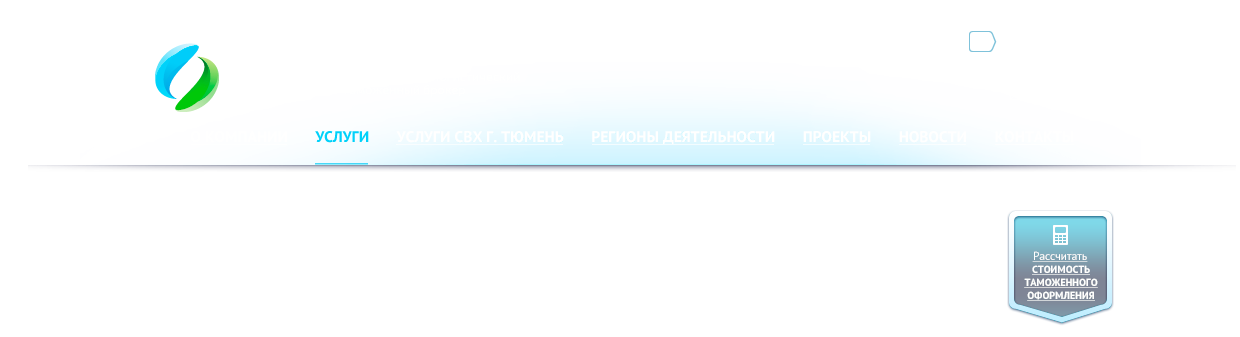 УСЛУГИ УСЛУГИ СВХ Г. ТЮМЕНЬ РЕГИОНЫ ДЕЯТЕЛЬНОСТИ ПРОЕКТЫ НОВОСТИ
Рассчитать
СТОИМОСТЬ
ТАМОЖЕННОГО
ОФОРМЛЕНИЯ